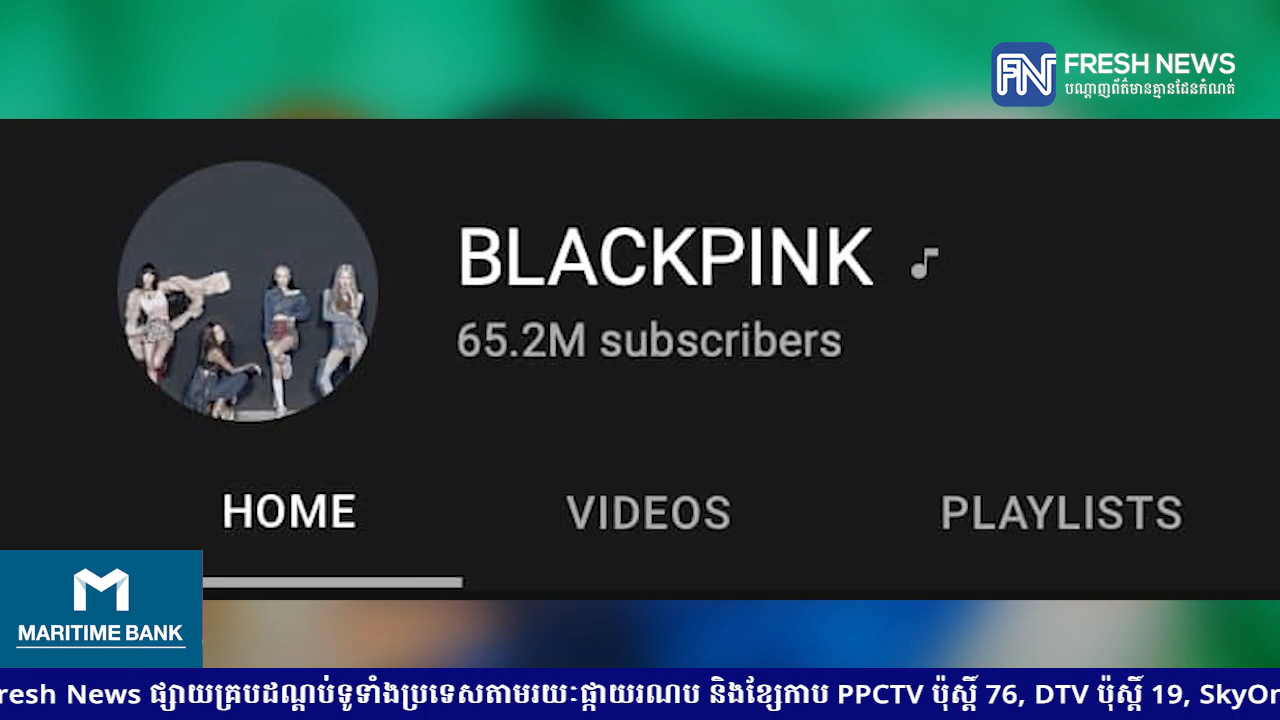 FRESH NEWS
បណ្ដាញព័ត៌មានគ្មានដែនកំណត់
BLACKPINK
65.2M subscribers
HOME
VIDEOS
PLAYLISTS
MARITIME BANK
resh News ផ្សាយគ្របដណ្ដប់ទូទាំងប្រទេសតាមរយៈផ្កាយរណប និងខ្សែកាប PPCTV ប៉ុស្តិ៍ 76, DTV ប៉ុស្តិ៍ 19, SkyOn